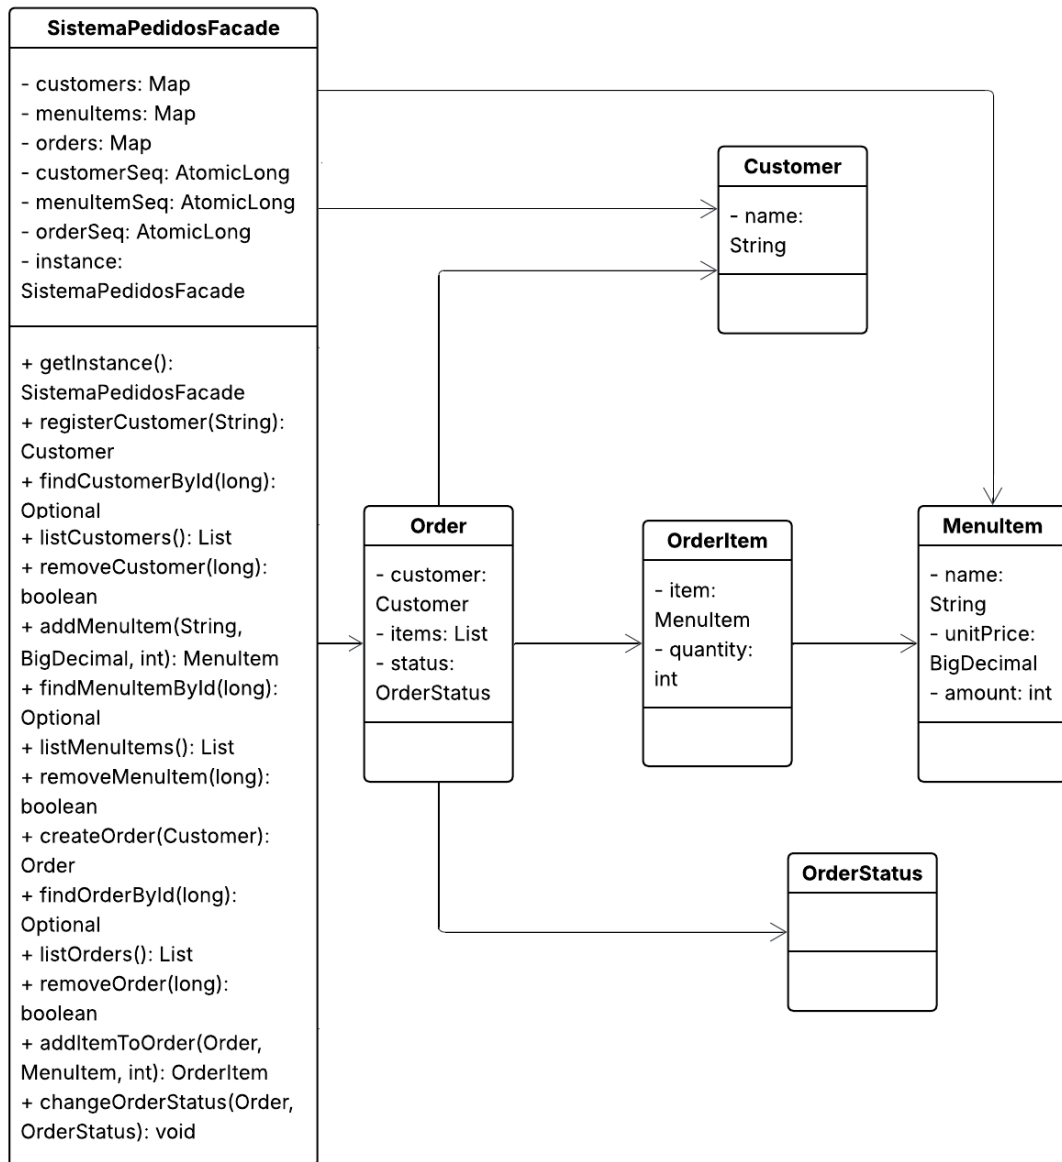 SistemaPedidosFacade
- customers: Map
- menuItems: Map
- orders: Map
- customerSeq: AtomicLong
- menuItemSeq: AtomicLong
- orderSeq: AtomicLong
- instance:
SistemaPedidosFacade
+ getInstance():
SistemaPedidosFacade
+ registerCustomer(String):
Customer
+ findCustomerById(long):
Optional
+ listCustomers(): List
+ removeCustomer(long):
boolean
+ addMenuItem(String,
BigDecimal, int): MenuItem
+ findMenuItemById(long):
Optional
+ listMenuItems(): List
+ removeMenuItem(long):
boolean
+ createOrder(Customer):
Order
+ findOrderById(long):
Optional
+ listOrders(): List
+ removeOrder(long):
boolean
+ addItemToOrder(Order,
MenuItem, int): OrderItem
+ changeOrderStatus(Order,
OrderStatus): void
Customer
- name:
String
Order
- customer:
Customer
- items: List
- status:
OrderStatus
OrderItem
- item:
MenuItem
- quantity:
int
MenuItem
- name:
String
- unitPrice:
BigDecimal
- amount: int
OrderStatus